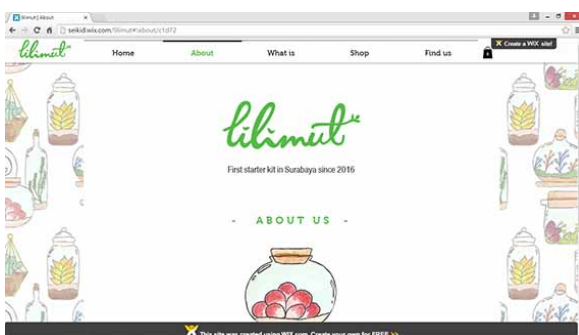 lilimut | About
seikid.wix.com/lilimut#!about/c1d72
Create a WIX site!
lilimut
Home
About
What is
Shop
Find us
lilimut
First starter kit in Surabaya since 2016
- ABOUT US -
This site was created using WIX.com. Create your own for FREE >>